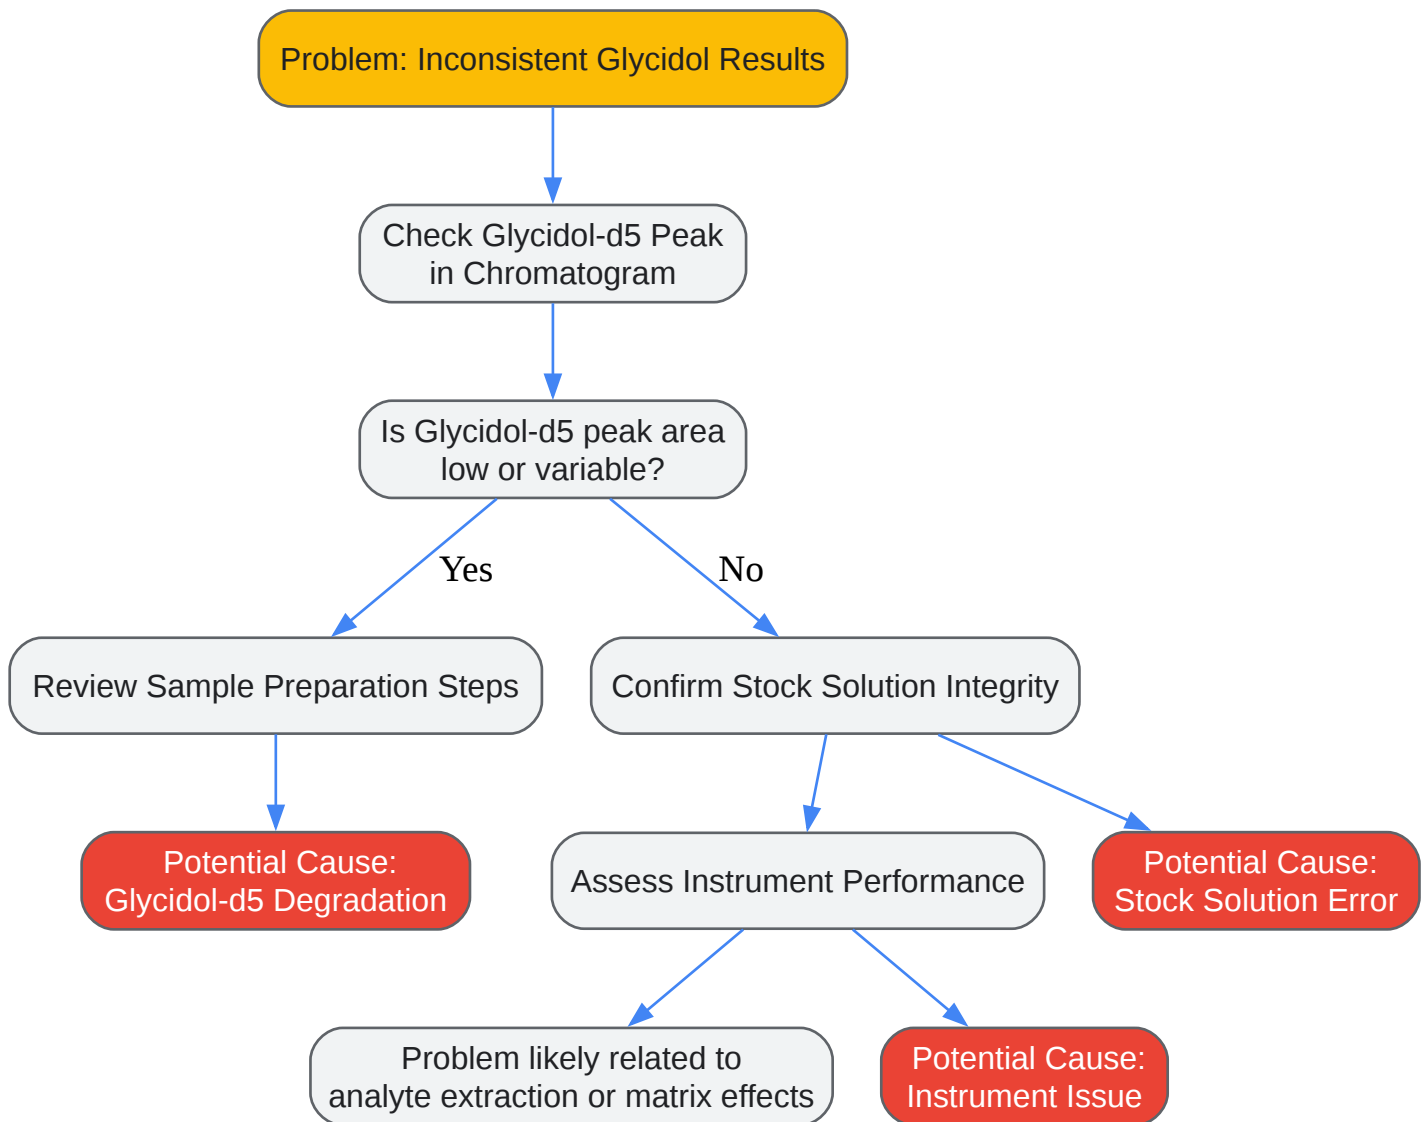 Problem: Inconsistent Glycidol Results
Check Glycidol-d5 Peak
in Chromatogram
Is Glycidol-d5 peak area
low or variable?
Yes
No
Review Sample Preparation Steps
Confirm Stock Solution Integrity
Potential Cause:
Glycidol-d5 Degradation
Assess Instrument Performance
Potential Cause:
Stock Solution Error
Problem likely related to
analyte extraction or matrix effects
Potential Cause:
Instrument Issue